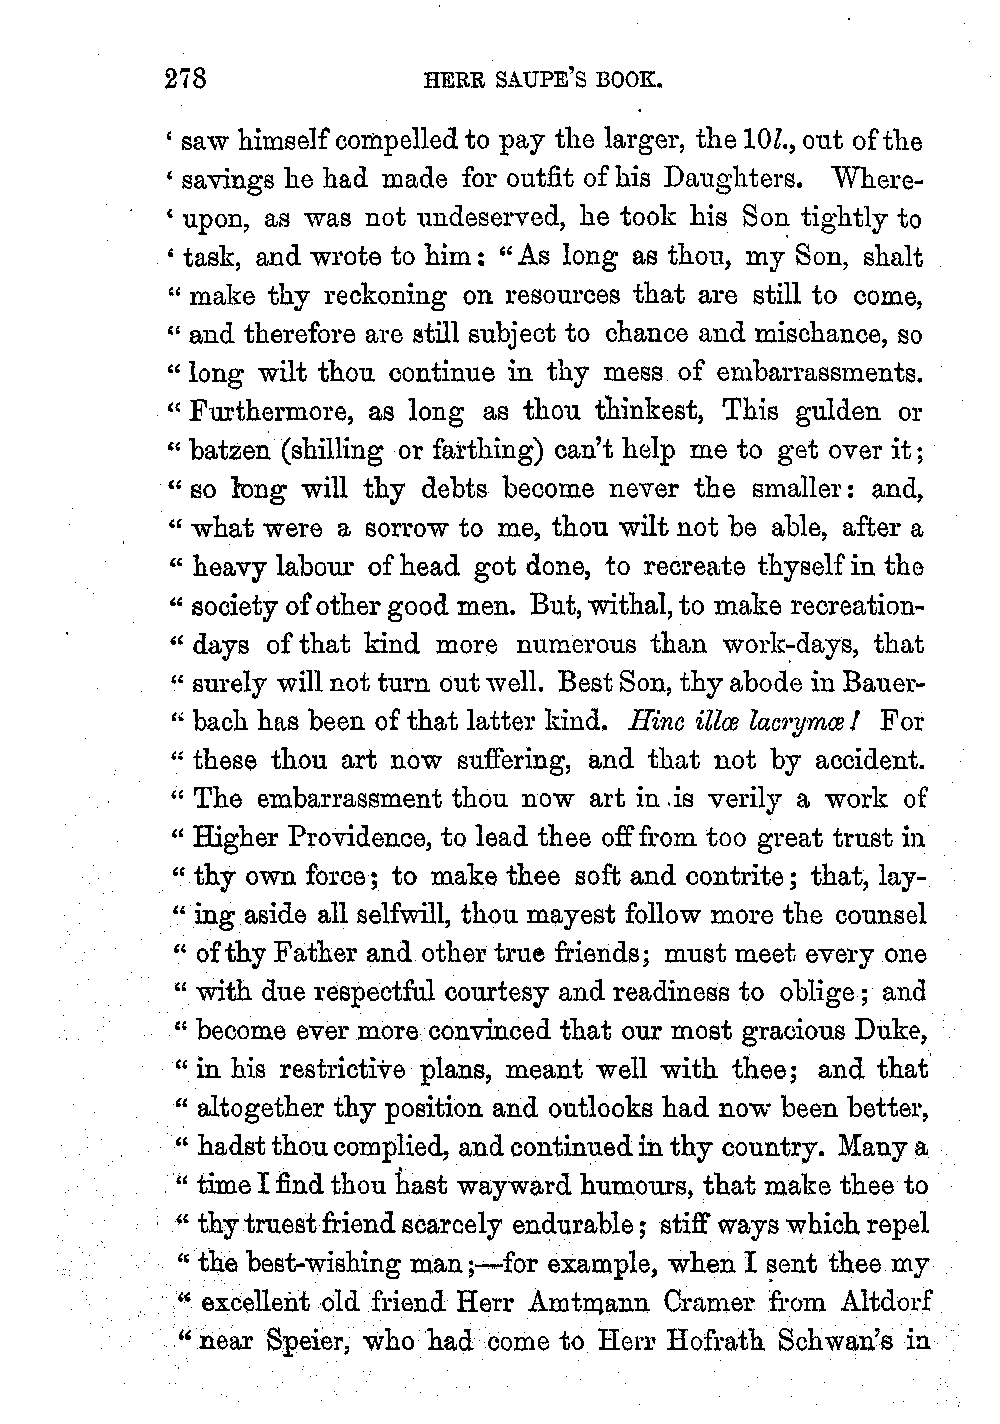 278 HERR SAUPE'S BOOK.
‘ saw himself compelled to pay the larger, the 10l., out of the
‘ savings he had made for outfit of his Daughters. Where-
‘ upon, as was not undeserved, he took his Son tightly to
‘ task, and wrote to him: “As long as thou, my Son, shalt
“ make thy reckoning on resources that are still to come,
“ and therefore are still subject to chance and mischance, so
“ long wilt thou continue in thy mess of embarrassments.
“ Furthermore, as long as thou thinkest, This gulden or
“ batzen (shilling or farthing) can't help me to get over it;
“ so long will thy debts become never the smaller: and,
“ what were a sorrow to me, thou wilt not be able, after a
“ heavy labour of head got done, to recreate thyself in the
“ society of other good men. But, withal, to make recreation-
“ days of that kind more numerous than work-days, that
“ surely will not turn out well. Best Son, thy abode in Bauer-
“ bach has been of that latter kind. Hinc illœ lacrymœ! For
“ these thou art now suffering, and that not by accident.
“ The embarrassment thou now art in is verily a work of
“ Higher Providence, to lead thee off from too great trust in
“ thy own force; to make thee soft and contrite; that, lay-
“ ing aside all selfwill, thou mayest follow more the counsel
“ of thy Father and other true friends; must meet every one
“ with due respectful courtesy and readiness to oblige; and
“ become ever more convinced that our most gracious Duke,
“ in his restrictive plans, meant well with thee; and that
“ altogether thy position and outlooks had now been better,
“ hadst thou complied, and continued in thy country. Many a
“ time I find thou hast wayward humours, that make thee to
“ thy truest friend scarcely endurable; stiff ways which repel
“ the best-wishing man;—for example, when I sent thee my
“ excellent old friend Herr Amtmann Cramer from Altdorf
“ near Speier, who had come to Herr Hofrath Schwan's in